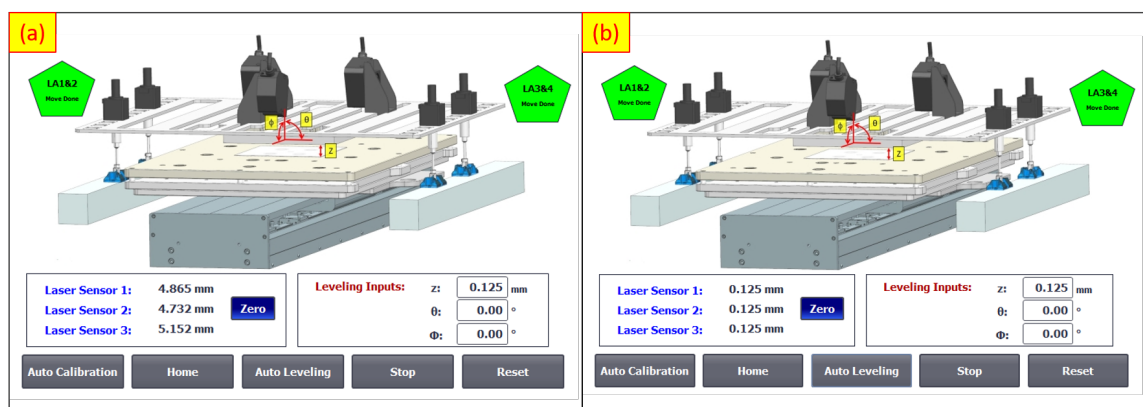 (a)
LA1&2
Move Done
LA3&4
Move Done
ϕ
θ
Z
Laser Sensor 1: 4.865 mm
Laser Sensor 2: 4.732 mm
Laser Sensor 3: 5.152 mm
Zero
Leveling Inputs: z: 0.125 mm
θ: 0.00 °
Φ: 0.00 °
Auto Calibration Home Auto Leveling Stop Reset
(b)
LA1&2
Move Done
LA3&4
Move Done
ϕ
θ
Z
Laser Sensor 1: 0.125 mm
Laser Sensor 2: 0.125 mm
Laser Sensor 3: 0.125 mm
Zero
Leveling Inputs: z: 0.125 mm
θ: 0.00 °
Φ: 0.00 °
Auto Calibration Home Auto Leveling Stop Reset